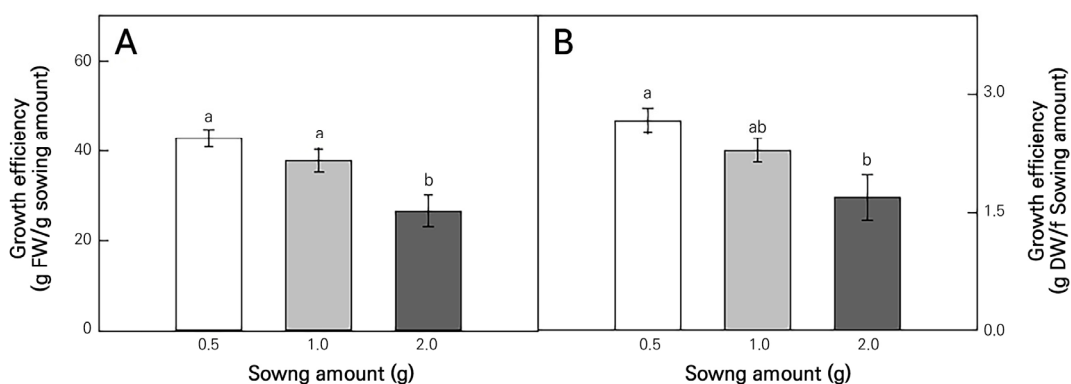 A
B
Growth efficiency
(g FW/g sowing amount)
60
40
20
0
a
a
b
0.5
1.0
2.0
Sowng amount (g)
a
ab
b
0.5
1.0
2.0
Sowng amount (g)
3.0
1.5
0.0
Growth efficiency
(g DW/f Sowing amount)